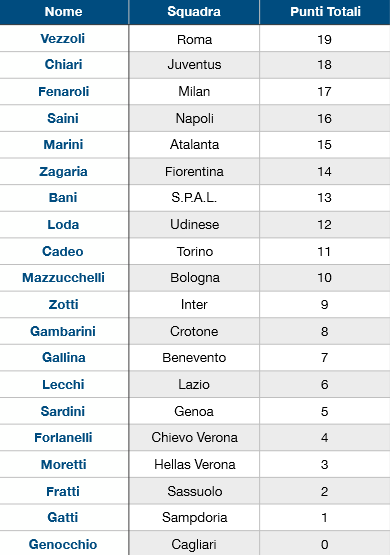 Nome Squadra Punti Totali
Vezzoli Roma 19
Chiari Juventus 18
Fenaroli Milan 17
Saini Napoli 16
Marini Atalanta 15
Zagaria Fiorentina 14
Bani S.P.A.L. 13
Loda Udinese 12
Cadeo Torino 11
Mazzucchelli Bologna 10
Zotti Inter 9
Gambarini Crotone 8
Gallina Benevento 7
Lecchi Lazio 6
Sardini Genoa 5
Forlanelli Chievo Verona 4
Moretti Hellas Verona 3
Fratti Sassuolo 2
Gatti Sampdoria 1
Genocchio Cagliari 0